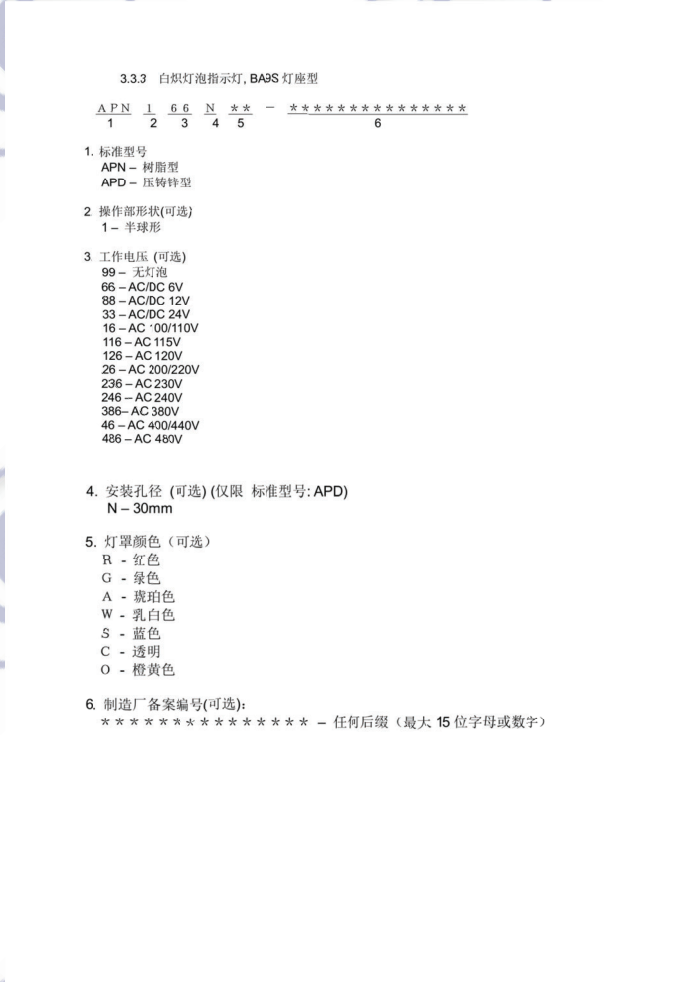 3.3.3 白炽灯泡指示灯, BA9S 灯座型
APN 1 66 N ** － ***************
1 2 3 4 5 6
1. 标准型号
APN – 树脂型
APD – 压铸锌型
2 操作部形状(可选)
1 – 半球形
3 工作电压 (可选)
99 – 无灯泡
66 – AC/DC 6V
88 – AC/DC 12V
33 – AC/DC 24V
16 – AC 100/110V
116 – AC 115V
126 – AC 120V
26 – AC 200/220V
236 – AC 230V
246 – AC 240V
386– AC 380V
46 – AC 400/440V
486 – AC 480V
4. 安装孔径 (可选) (仅限 标准型号: APD)
N – 30mm
5. 灯罩颜色（可选）
R - 红色
G - 绿色
A - 琥珀色
W - 乳白色
S - 蓝色
C - 透明
O - 橙黄色
6. 制造厂备案编号(可选):
*************** – 任何后缀（最大 15 位字母或数字）